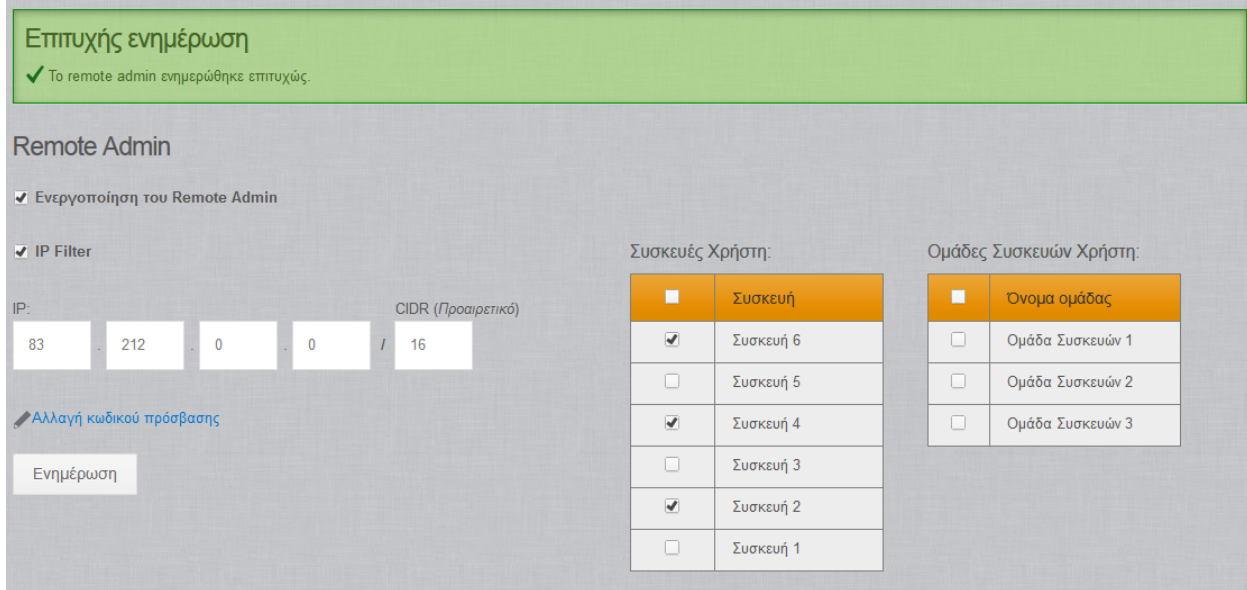 Επιτυχής ενημέρωση
Το remote admin ενημερώθηκε επιτυχώς.
Remote Admin
Ενεργοποίηση του Remote Admin
IP Filter
IP:
CIDR (Προαιρετικό)
83 . 212 . 0 . 0 / 16
Αλλαγή κωδικού πρόσβασης
Ενημέρωση
Συσκευές Χρήστη:
Συσκευή
Συσκευή 6
Συσκευή 5
Συσκευή 4
Συσκευή 3
Συσκευή 2
Συσκευή 1
Ομάδες Συσκευών Χρήστη:
Όνομα ομάδας
Ομάδα Συσκευών 1
Ομάδα Συσκευών 2
Ομάδα Συσκευών 3